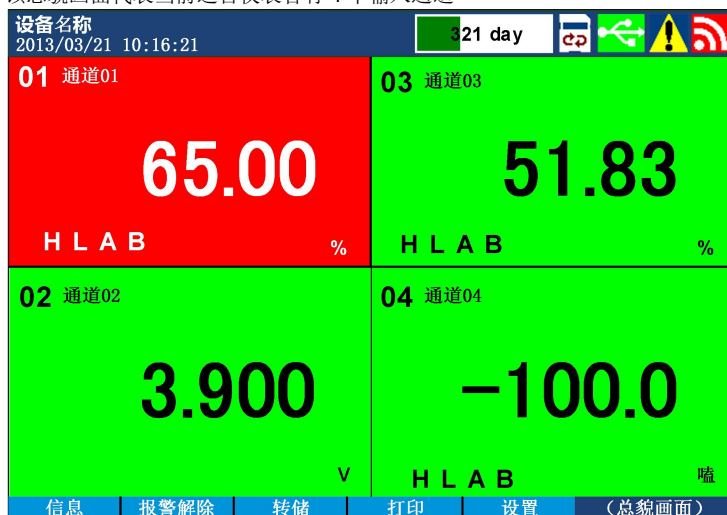 设备名称
2013/03/21 10:16:21
321 day
01 通道01
65.00
H L A B %
03 通道03
51.83
H L A B %
02 通道02
3.900
V
04 通道04
-100.0
H L A B 嗑
信息 报警解除 转储 打印 设置 (总貌画面)